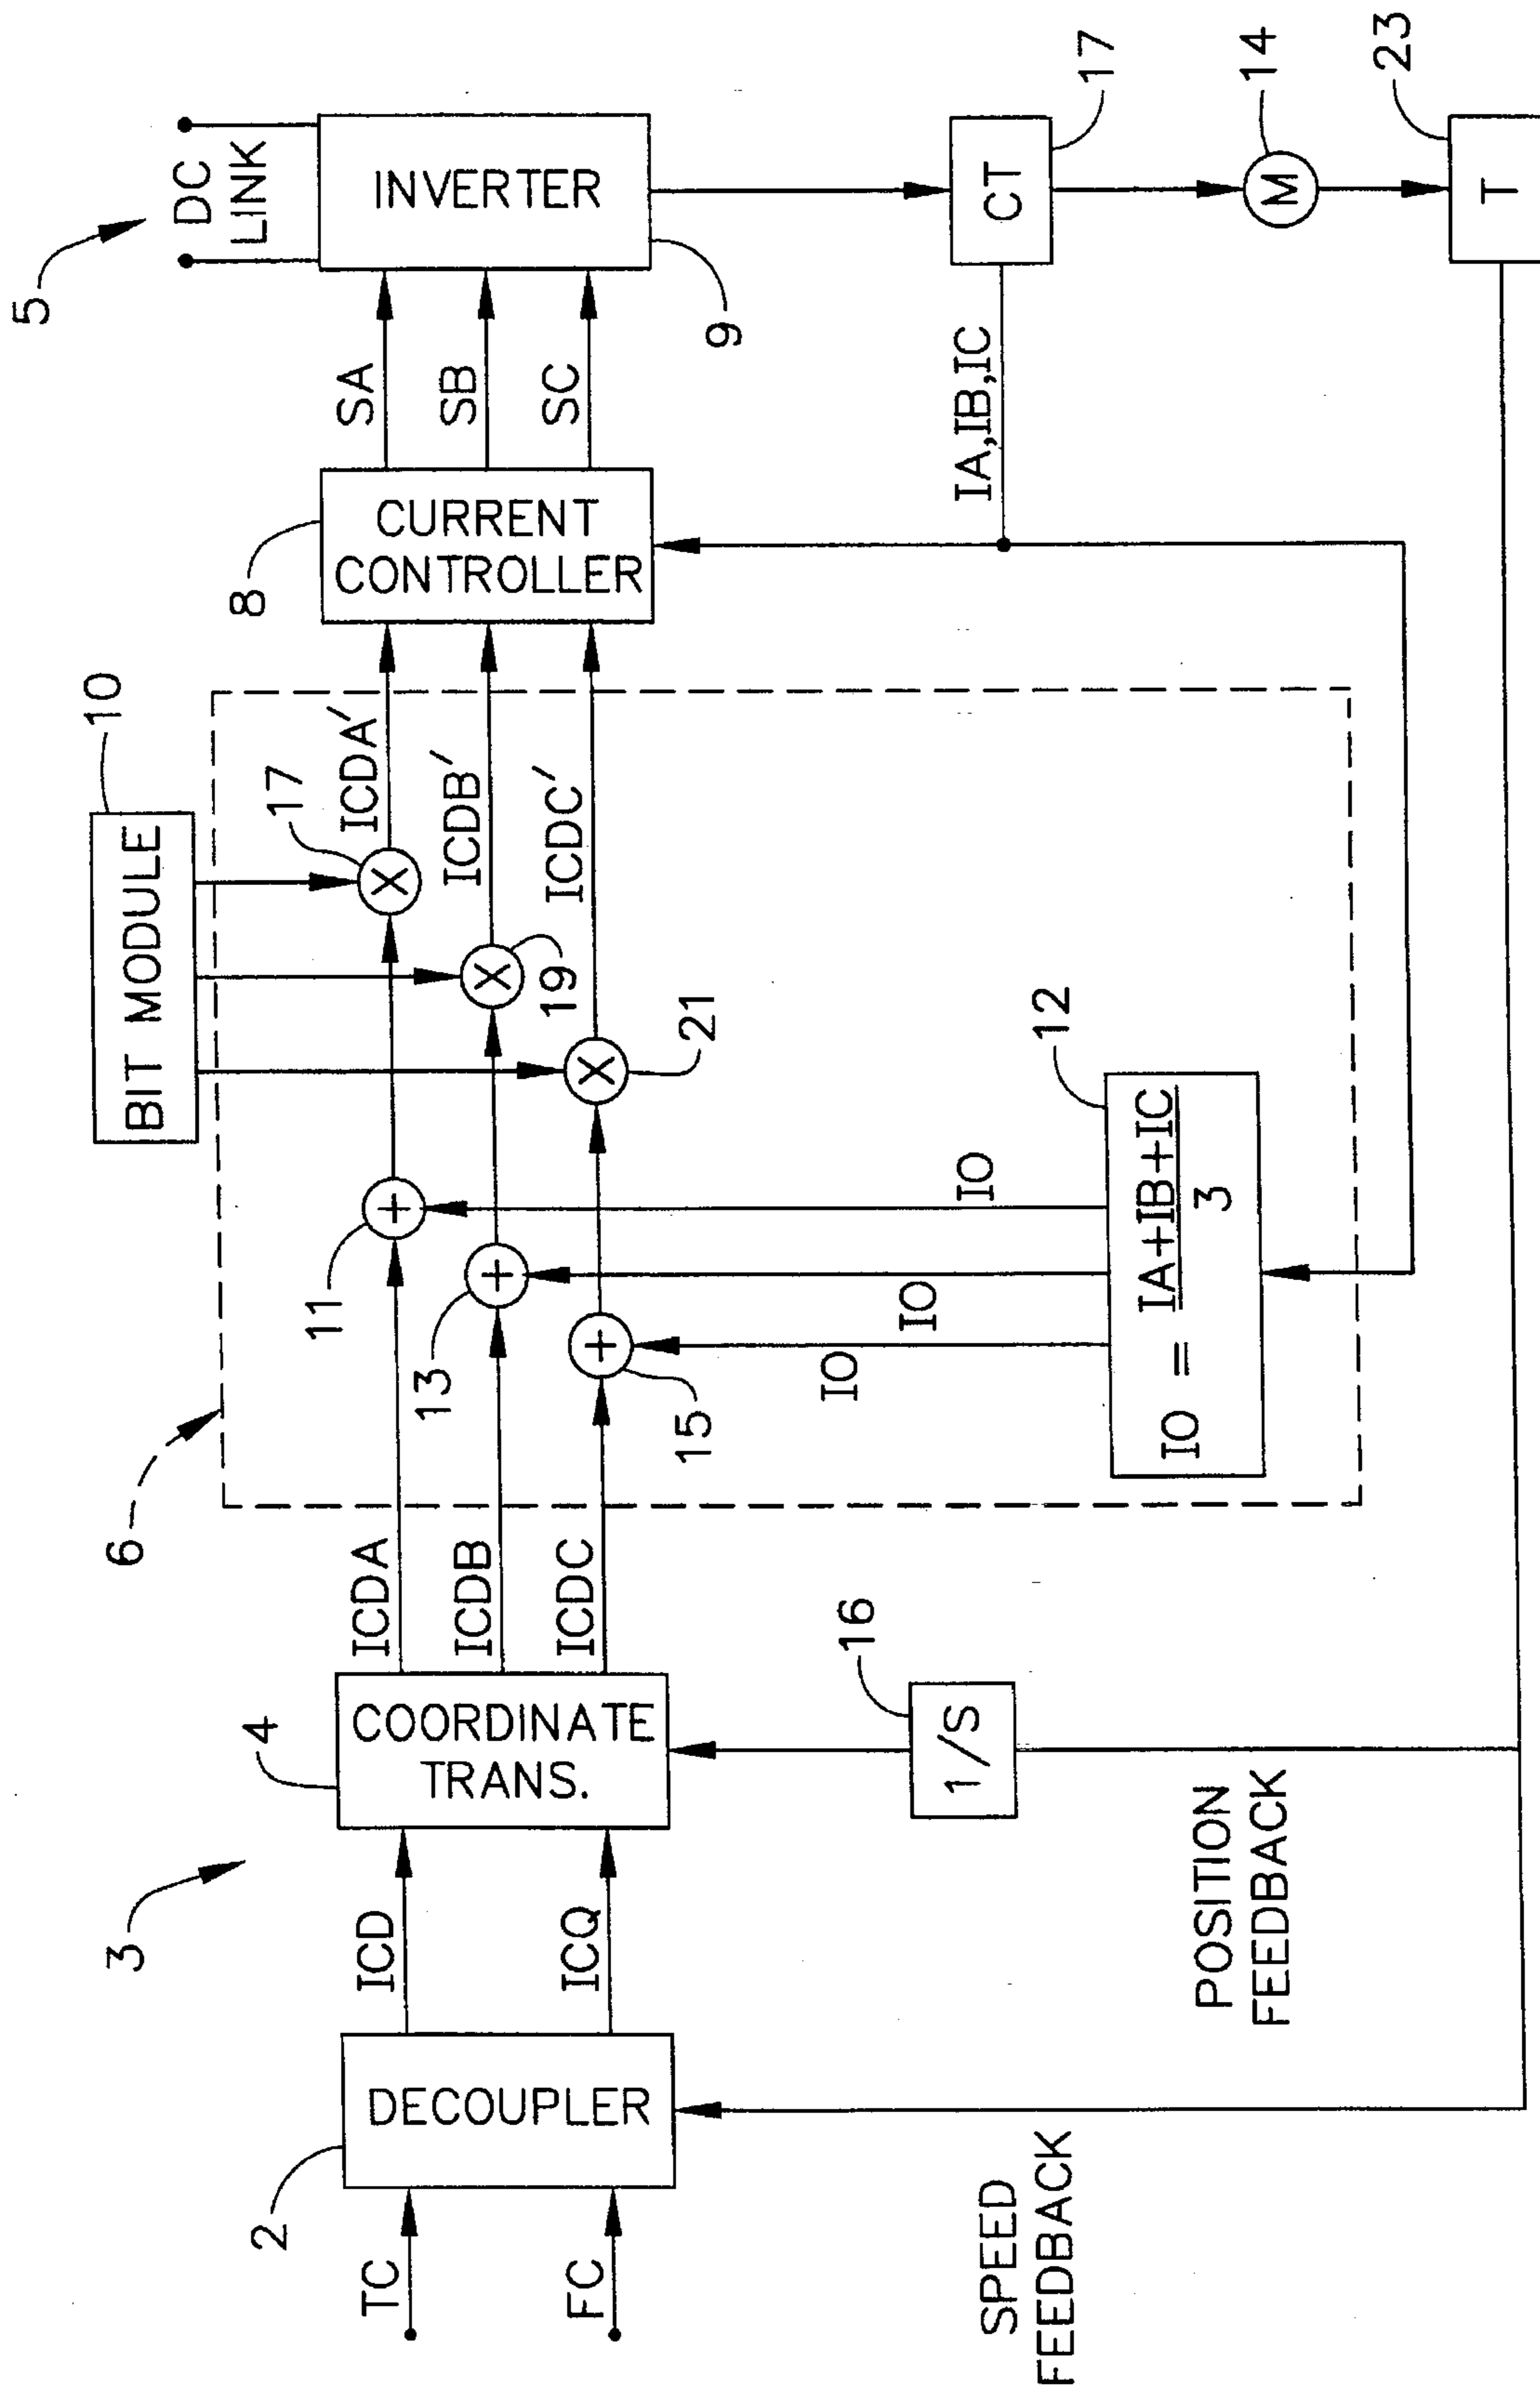 5
DC
LINK
INVERTER
9
SA
SB
SC
CURRENT
CONTROLLER
8
10
BIT MODULE
17
ICDA′
ICDB′
ICDC′
19
21
11
13
15
6
IO
IO
IO
12
IO = IA+IB+IC
3
IA,IB,IC
CT
17
M
14
T
23
ICDA
ICDB
ICDC
COORDINATE
TRANS.
4
3
1/S
16
POSITION
FEEDBACK
ICD
ICQ
DECOUPLER
2
TC
FC
SPEED
FEEDBACK